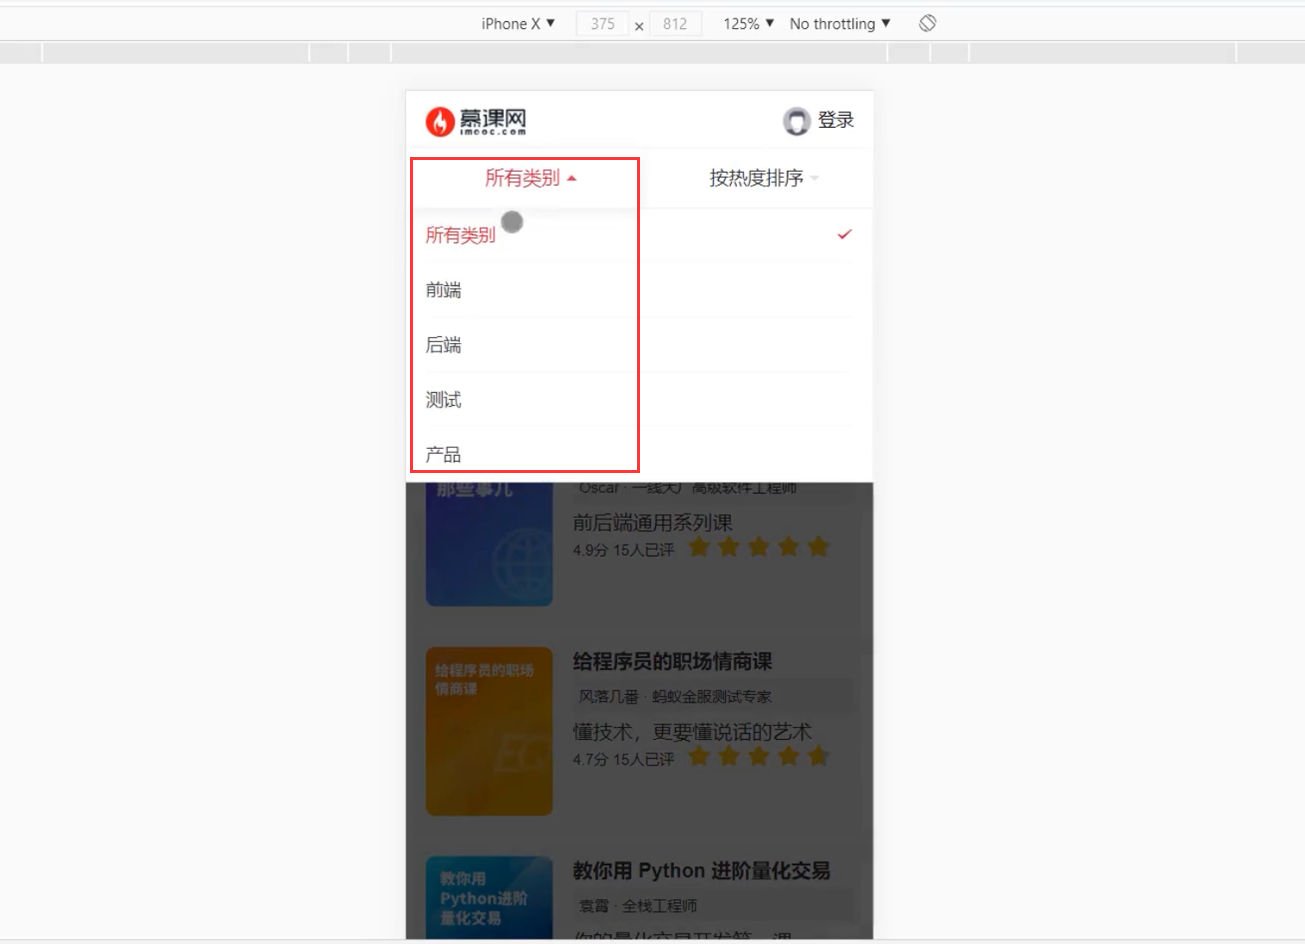 iPhone X ▼ 375 × 812 125% ▼ No throttling ▼
慕课网
imooc.com
登录
所有类别 按热度排序
所有类别
前端
后端
测试
产品
那些事儿
Oscar · 一线大厂高级软件工程师
前后端通用系列课
4.9分 15人已评
给程序员的职场
情商课
给程序员的职场情商课
风落几番 · 蚂蚁金服测试专家
懂技术，更要懂说话的艺术
4.7分 15人已评
教你用
Python进阶
量化交易
教你用 Python 进阶量化交易
袁霄 · 全栈工程师